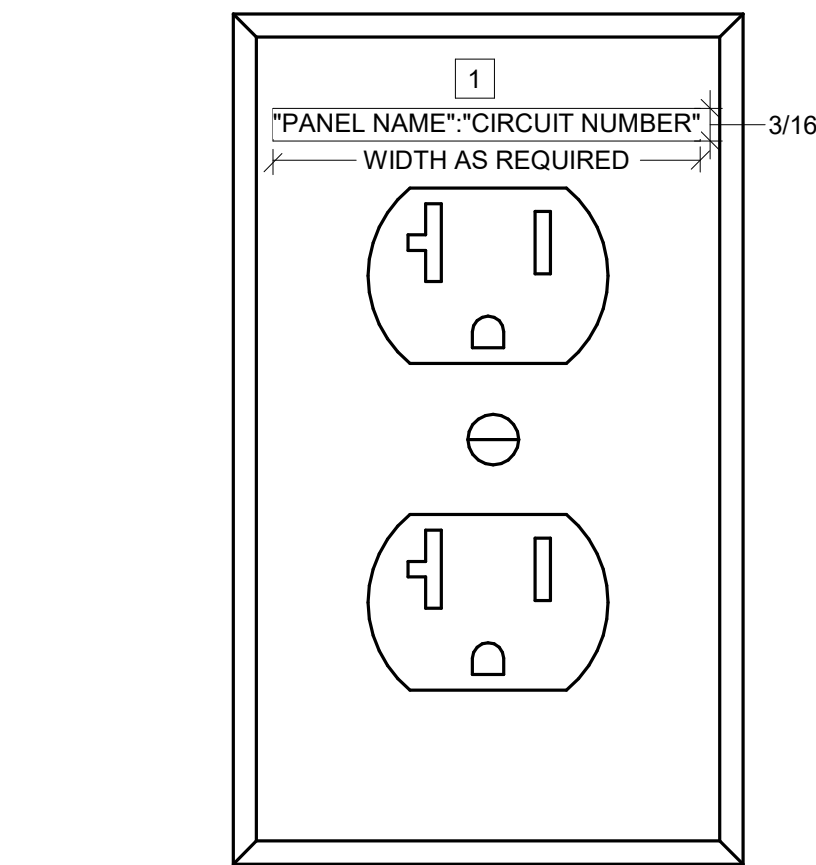 1
"PANEL NAME":"CIRCUIT NUMBER"
3/16
WIDTH AS REQUIRED